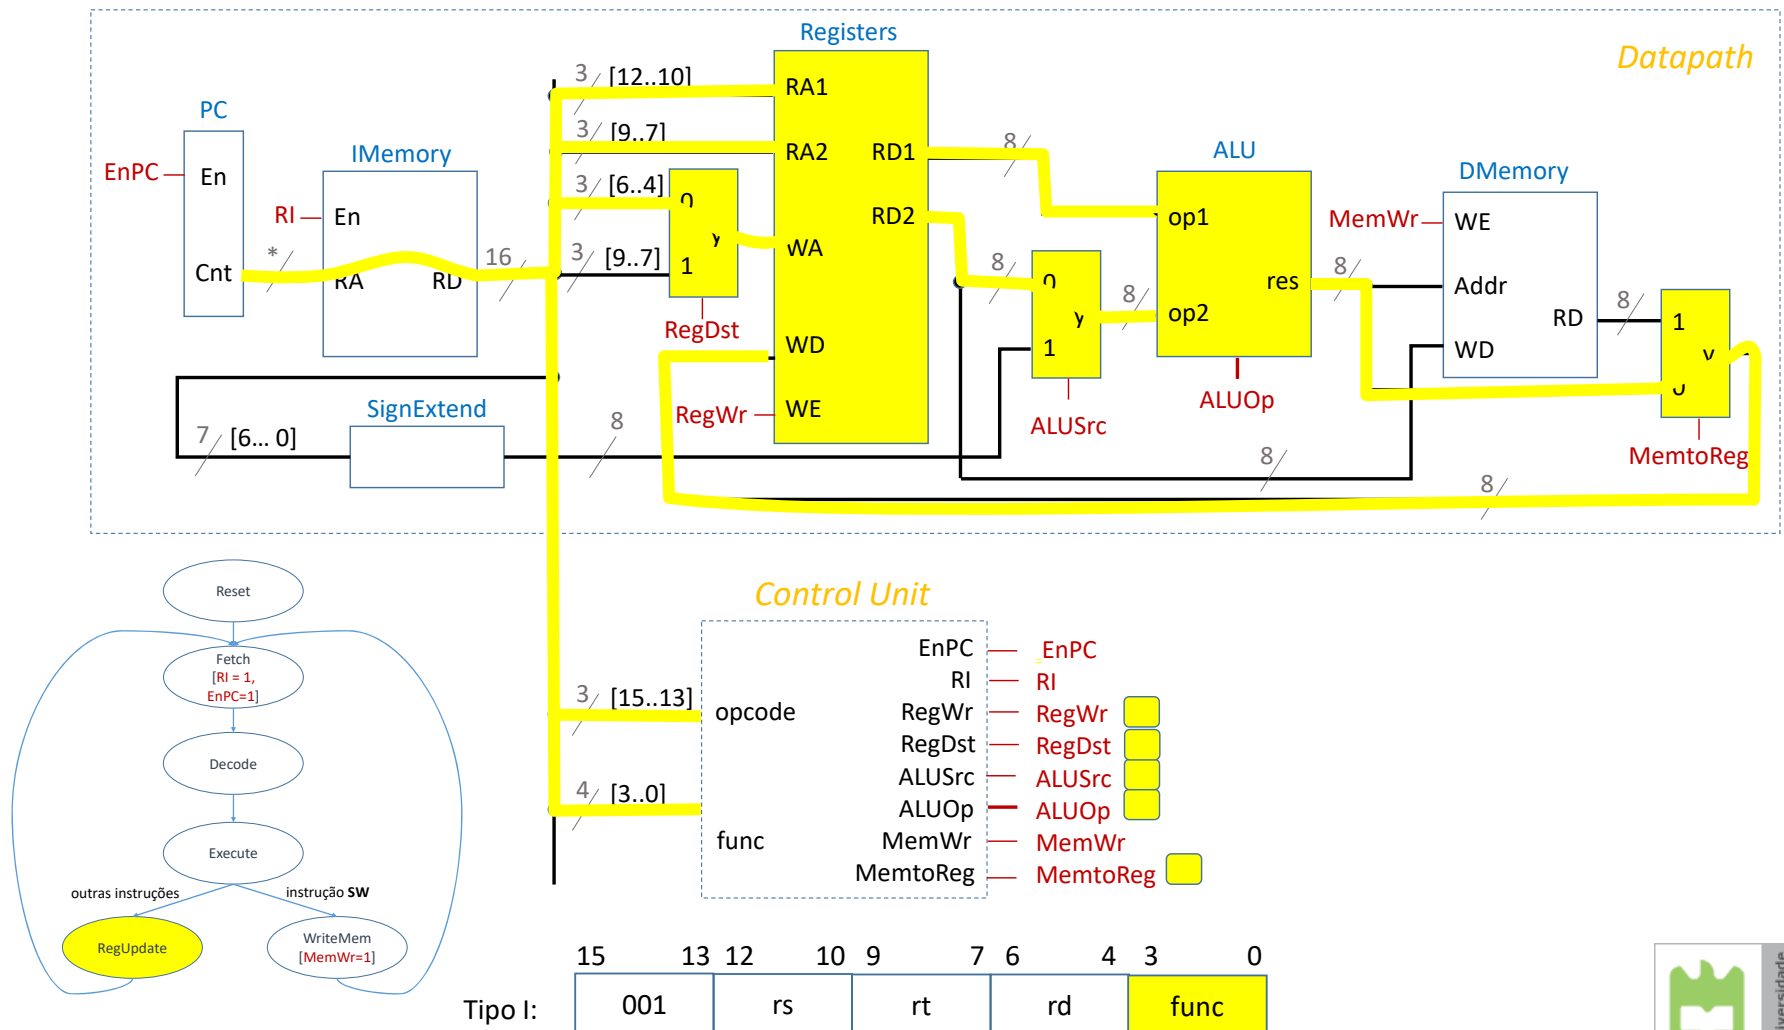 Registers
Datapath
PC
EnPC
En
Cnt
*
IMemory
RI
En
RA
RD
16
3 [12..10]
3 [9..7]
3 [6..4]
3 [9..7]
0
1
y
RegDst
RA1
RA2
WA
WD
WE
RD1
RD2
RegWr
8
8
0
1
y
ALUSrc
8
ALU
op1
op2
res
ALUOp
8
DMemory
MemWr
WE
Addr
WD
RD
8
1
0
y
MemtoReg
SignExtend
7 [6... 0]
8
8
8
Reset
Fetch
[RI = 1,
EnPC=1]
Decode
Execute
outras instruções
instrução SW
RegUpdate
WriteMem
[MemWr=1]
Control Unit
3 [15..13]
opcode
4 [3..0]
func
EnPC EnPC
RI RI
RegWr RegWr
RegDst RegDst
ALUSrc ALUSrc
ALUOp ALUOp
MemWr MemWr
MemtoReg MemtoReg
15 13 12 10 9 7 6 4 3 0
Tipo I: 001 rs rt rd func